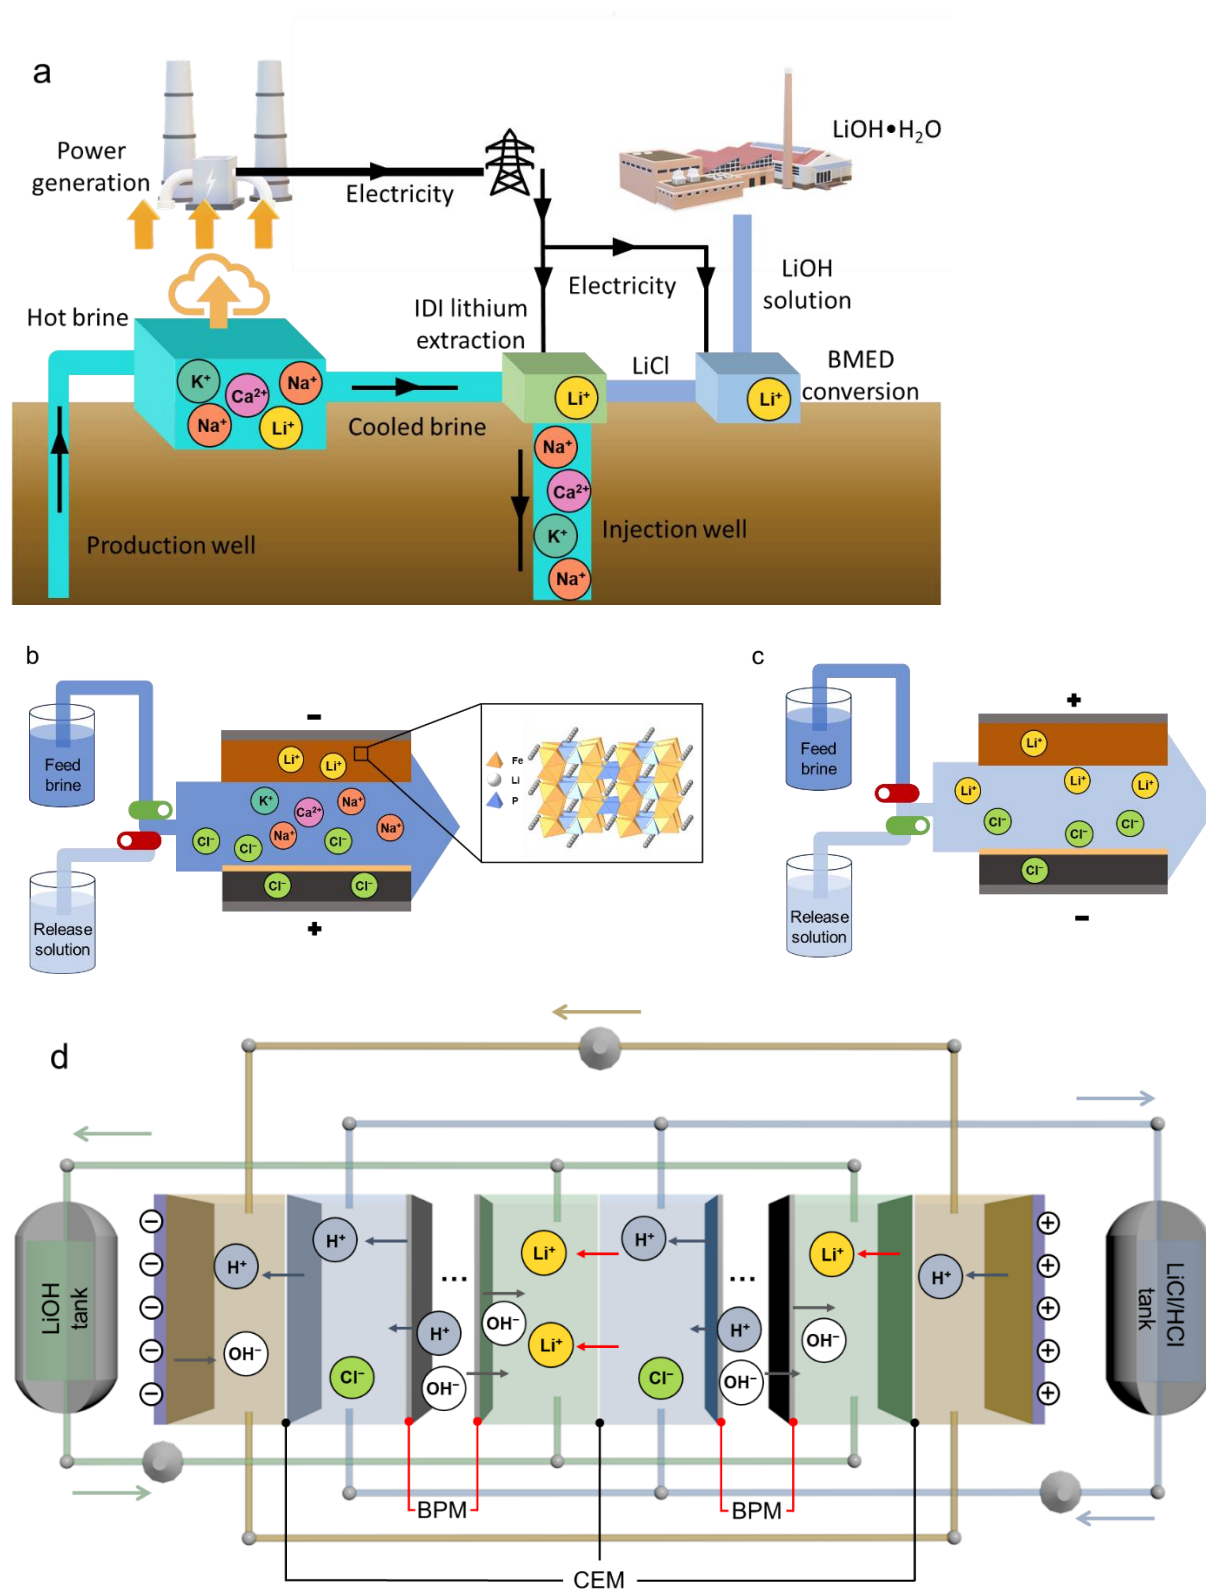 a
Power
generation
Electricity
LiOH•H₂O
Hot brine
IDI lithium
extraction
Electricity
LiOH
solution
LiCl
BMED
conversion
K⁺
Ca²⁺
Na⁺
Na⁺
Li⁺
Li⁺
Li⁺
Cooled brine
Na⁺
Ca²⁺
K⁺
Na⁺
Production well
Injection well
b
Feed
brine
Release
solution
-
Li⁺
Li⁺
K⁺
Ca²⁺
Na⁺
Na⁺
Na⁺
Cl⁻
Cl⁻
Cl⁻
Cl⁻
Cl⁻
+
Fe
Li
P
c
Feed
brine
Release
solution
+
Li⁺
Li⁺
Li⁺
Li⁺
Cl⁻
Cl⁻
Cl⁻
Cl⁻
-
d
LiOH
tank
−
−
−
−
−
H⁺
OH⁻
H⁺
Cl⁻
...
H⁺
OH⁻
OH⁻
Li⁺
Li⁺
H⁺
Cl⁻
...
H⁺
OH⁻
OH⁻
Li⁺
H⁺
+
+
+
+
+
LiCl/HCl
tank
BPM
BPM
CEM